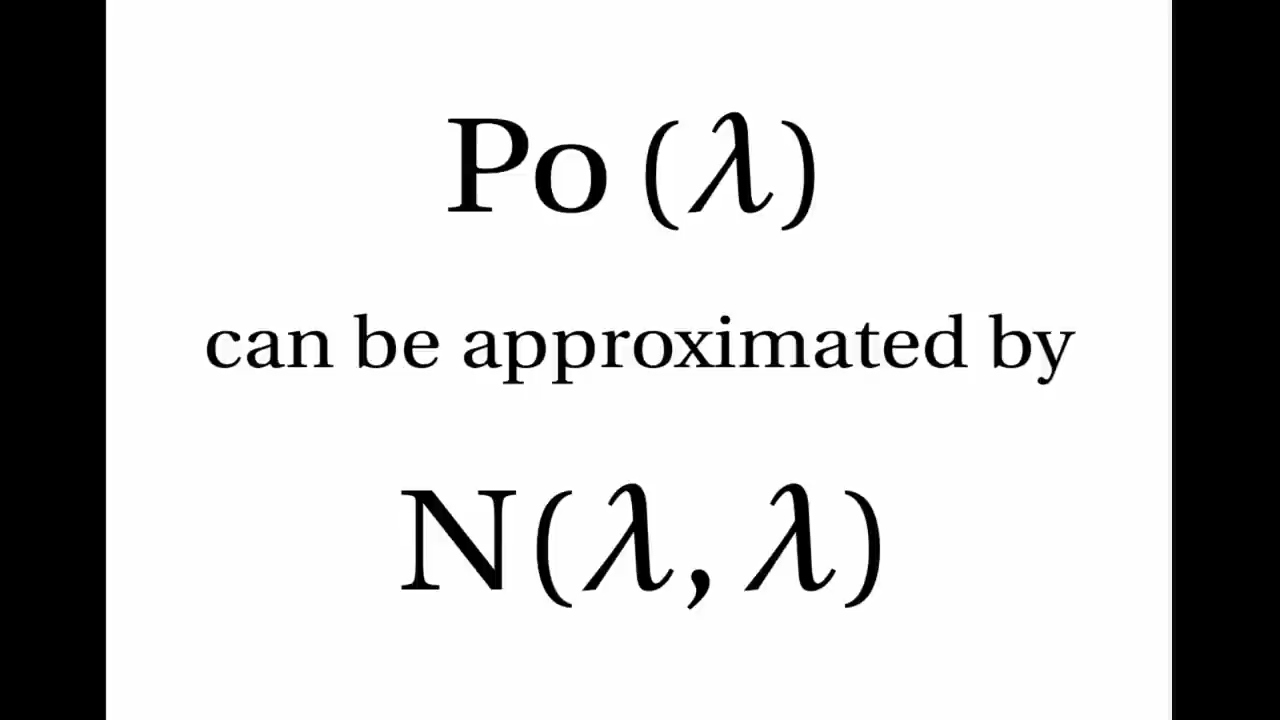 Po (λ)
can be approximated by
N(λ, λ)